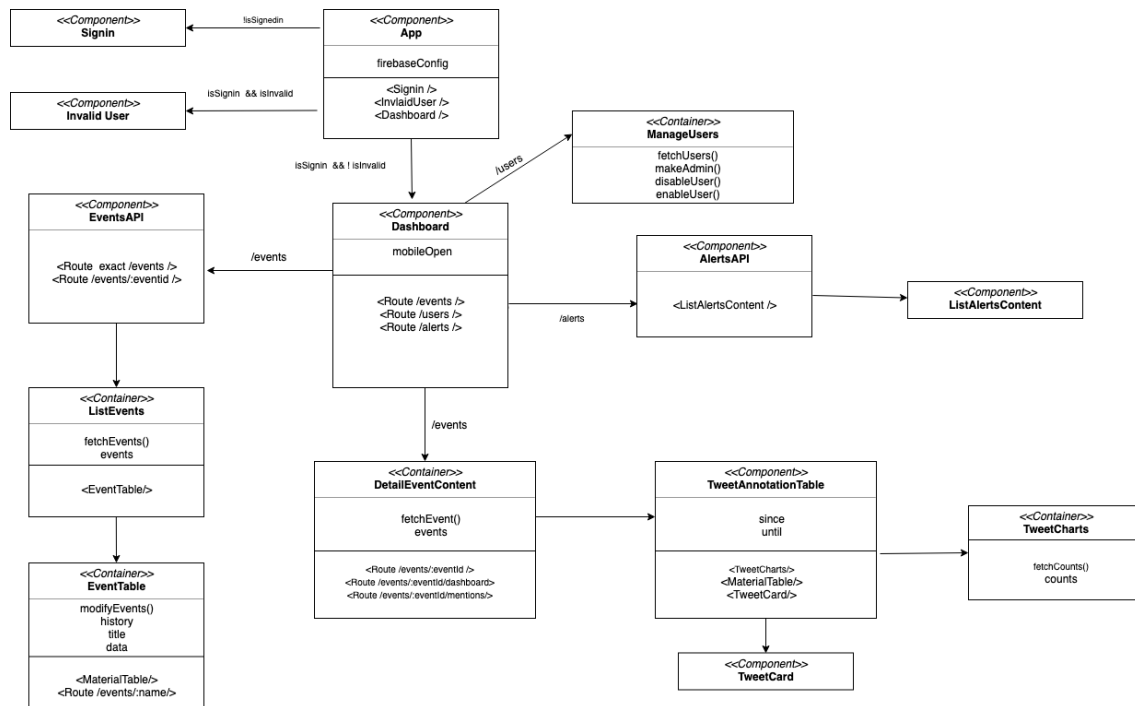 <<Component>>
Signin
!isSignedin
<<Component>>
App
firebaseConfig
<Signin />
<InvlaidUser />
<Dashboard />
isSignin && isInvalid
<<Component>>
Invalid User
isSignin && ! isInvalid
/users
<<Container>>
ManageUsers
fetchUsers()
makeAdmin()
disableUser()
enableUser()
<<Component>>
EventsAPI
<Route exact /events />
<Route /events/:eventid />
/events
<<Component>>
Dashboard
mobileOpen
<Route /events />
<Route /users />
<Route /alerts />
/alerts
<<Component>>
AlertsAPI
<ListAlertsContent />
<<Component>>
ListAlertsContent
<<Container>>
ListEvents
fetchEvents()
events
<EventTable/>
/events
<<Container>>
DetailEventContent
fetchEvent()
events
<Route /events/:eventId />
<Route /events/:eventId/dashboard>
<Route /events/:eventId/mentions/>
<<Component>>
TweetAnnotationTable
since
until
<TweetCharts/>
<MaterialTable/>
<TweetCard/>
<<Container>>
TweetCharts
fetchCounts()
counts
<<Container>>
EventTable
modifyEvents()
history
title
data
<MaterialTable/>
<Route /events/:name/>
<<Component>>
TweetCard